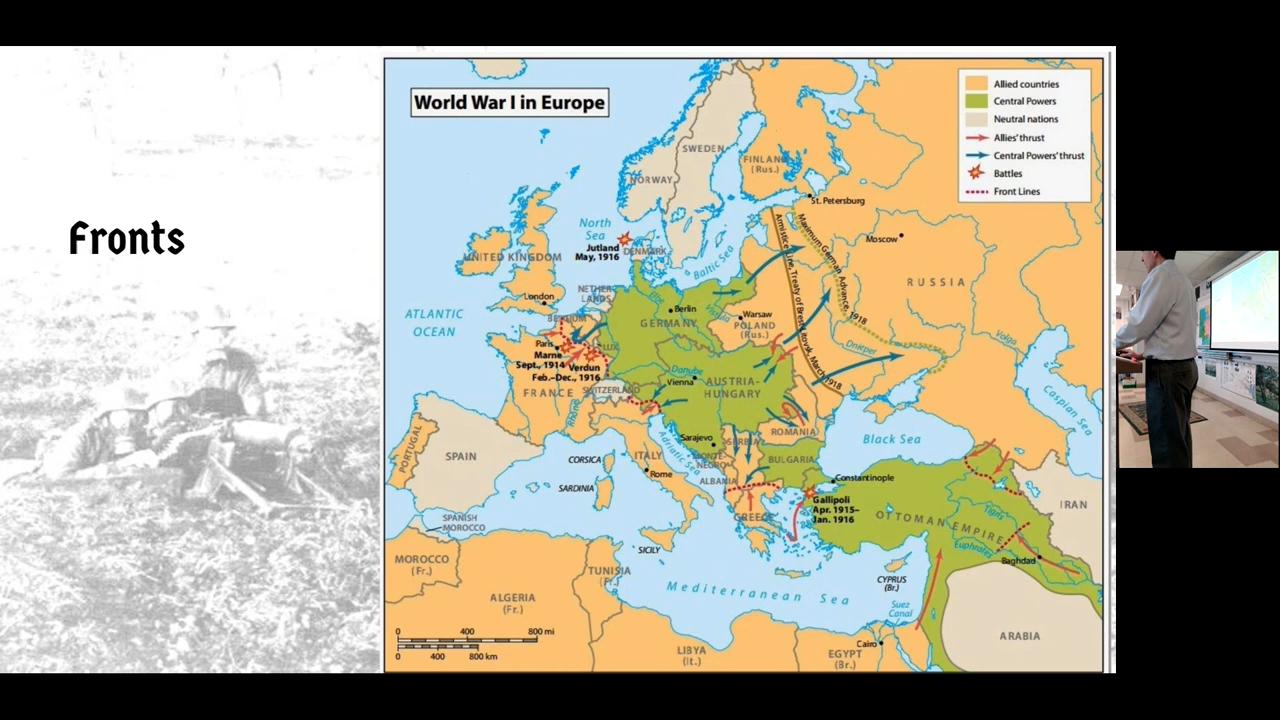 Fronts
World War I in Europe
Allied countries
Central Powers
Neutral nations
Allies' thrust
Central Powers' thrust
Battles
Front Lines
SWEDEN
FINLAND
(Rus.)
NORWAY
St. Petersburg
Moscow
RUSSIA
North
Sea
Jutland
May, 1916
DENMARK
Baltic Sea
Armistice Line, Treaty of Brest-Litovsk, March 1918
Maximum German Advance, 1918
UNITED KINGDOM
London
NETHER-
LANDS
Berlin
GERMANY
Vistula
Warsaw
POLAND
(Rus.)
ATLANTIC
OCEAN
BELGIUM
LUX.
Paris
Marne
Sept., 1914
Verdun
Feb.–Dec., 1916
FRANCE
SWITZERLAND
Rhône
Danube
Vienna
AUSTRIA-
HUNGARY
Dnieper
Volga
Caspian Sea
PORTUGAL
SPAIN
CORSICA
SARDINIA
ITALY
Rome
Adriatic Sea
Sarajevo
SERBIA
MONTE-
NEGRO
ALBANIA
ROMANIA
BULGARIA
Black Sea
Constantinople
Gallipoli
Apr. 1915–
Jan. 1916
GREECE
OTTOMAN EMPIRE
Tigris
Euphrates
Baghdad
IRAN
SPANISH
MOROCCO
MOROCCO
(Fr.)
ALGERIA
(Fr.)
TUNISIA
(Fr.)
SICILY
Mediterranean Sea
CYPRUS
(Br.)
Suez
Canal
Cairo
EGYPT
(Br.)
LIBYA
(It.)
ARABIA
0 400 800 mi
0 400 800 km